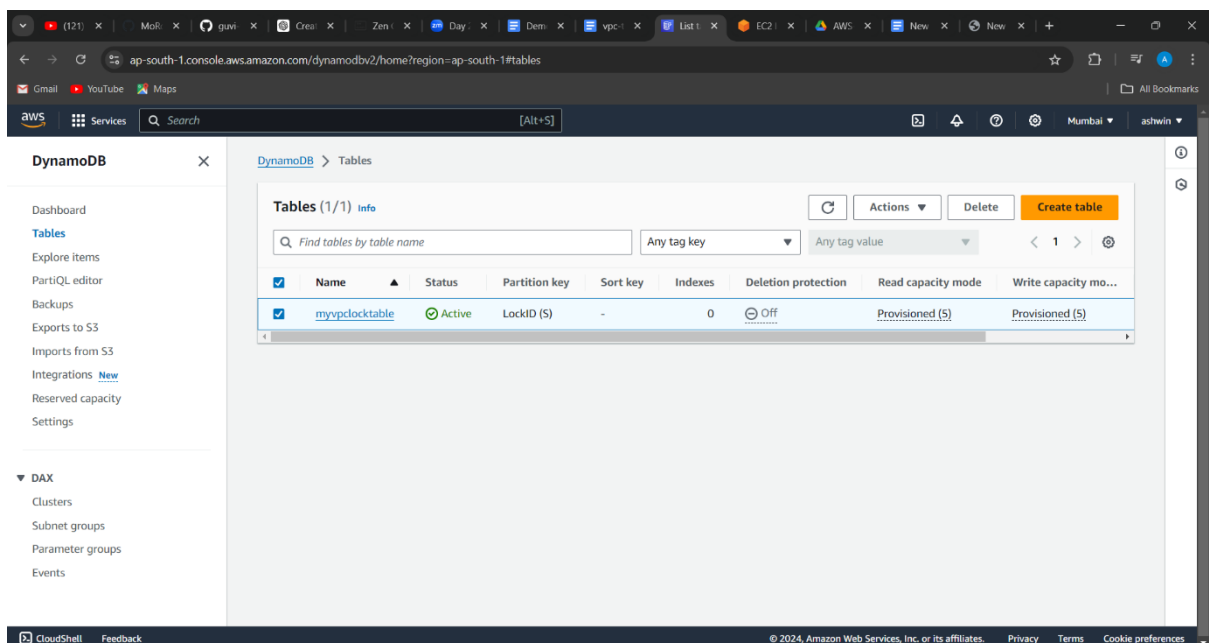 (121) MoR guvi- Crea Zen Day Dem vpc-t List t EC2 AWS New New
ap-south-1.console.aws.amazon.com/dynamodbv2/home?region=ap-south-1#tables
Gmail YouTube Maps All Bookmarks
aws Services Search [Alt+S] Mumbai ashwin
DynamoDB
Dashboard
Tables
Explore items
PartiQL editor
Backups
Exports to S3
Imports from S3
Integrations New
Reserved capacity
Settings
DAX
Clusters
Subnet groups
Parameter groups
Events
DynamoDB > Tables
Tables (1/1) Info Actions Delete Create table
Find tables by table name Any tag key Any tag value 1
Name Status Partition key Sort key Indexes Deletion protection Read capacity mode Write capacity mo...
myvpclocktable Active LockID (S) - 0 Off Provisioned (5) Provisioned (5)
CloudShell Feedback © 2024, Amazon Web Services, Inc. or its affiliates. Privacy Terms Cookie preferences